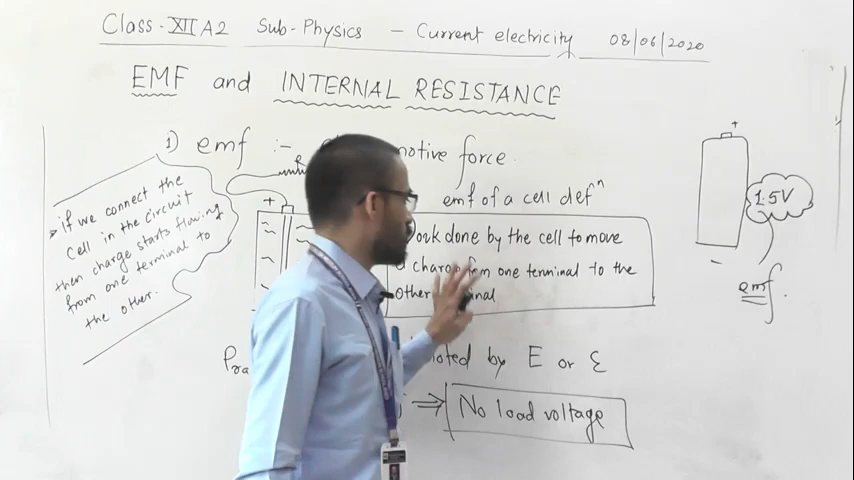 Class-XII A2 Sub-Physics - Current electricity 08/06/2020
EMF and INTERNAL RESISTANCE
1) emf :- motive force.
emf of a cell defⁿ
Work done by the cell to move
a charge from one terminal to the
other
if we connect the
cell in the circuit
then charge starts flowing
from one terminal to
the other.
+
by E or ε
⇒ No load voltage
+
1.5V
-
emf.